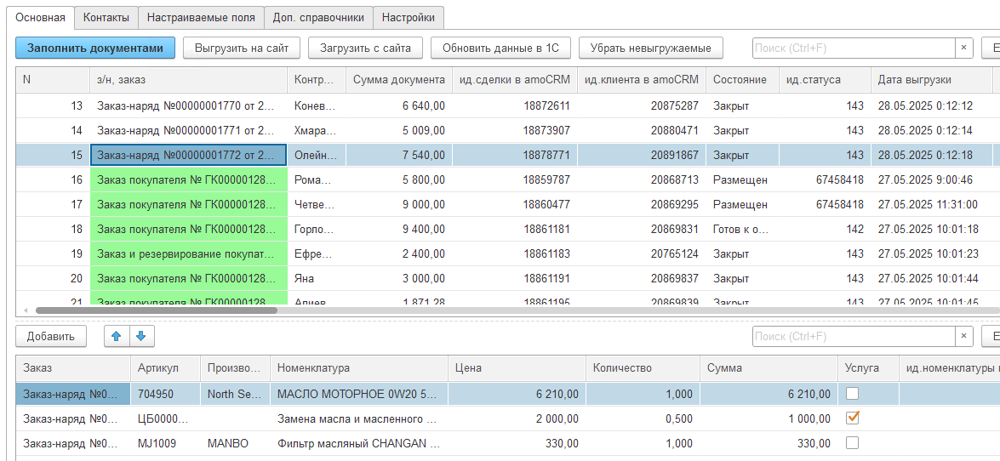 Основная Контакты Настраиваемые поля Доп. справочники Настройки
Заполнить документами Выгрузить на сайт Загрузить с сайта Обновить данные в 1С Убрать невыгружаемые Поиск (Ctrl+F) × Е
N з/н, заказ Контр... Сумма документа ид.сделки в amoCRM ид.клиента в amoCRM Состояние ид.статуса Дата выгрузки
13 Заказ-наряд №00000001770 от 2... Конев... 6 640,00 18872611 20875287 Закрыт 143 28.05.2025 0:12:12
14 Заказ-наряд №00000001771 от 2... Хмара... 5 009,00 18873907 20880471 Закрыт 143 28.05.2025 0:12:14
15 Заказ-наряд №00000001772 от 2... Олейн... 7 540,00 18878771 20891867 Закрыт 143 28.05.2025 0:12:18
16 Заказ покупателя № ГК00000128... Рома... 5 800,00 18859787 20868713 Размещен 67458418 27.05.2025 9:00:46
17 Заказ покупателя № ГК00000128... Четве... 9 000,00 18860477 20869295 Размещен 67458418 27.05.2025 11:31:00
18 Заказ покупателя № ГК00000128... Горло... 9 400,00 18861181 20869831 Готов к о... 142 27.05.2025 10:01:18
19 Заказ и резервирование покупат... Ефре... 2 400,00 18861183 20765124 Закрыт 143 27.05.2025 10:01:23
20 Заказ покупателя № ГК00000128... Яна 3 000,00 18861191 20869837 Закрыт 143 27.05.2025 10:01:44
21 Заказ покупателя № ГК00000128... Алиев 1 871,28 18861195 20869839 Закрыт 143 27.05.2025 10:01:45
Добавить Поиск (Ctrl+F) × Е
Заказ Артикул Произво... Номенклатура Цена Количество Сумма Услуга ид.номенклатуры
Заказ-наряд №0... 704950 North Se... МАСЛО МОТОРНОЕ 0W20 5... 6 210,00 1,000 6 210,00
Заказ-наряд №0... ЦБ0000... Замена масла и масленного ... 2 000,00 0,500 1 000,00
Заказ-наряд №0... MJ1009 MANBO Фильтр масляный CHANGAN ... 330,00 1,000 330,00